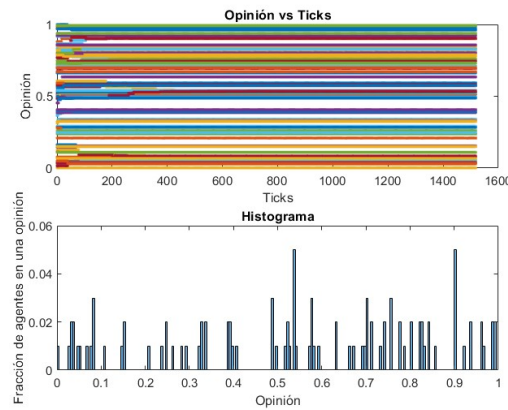 Opinión vs Ticks
1
0.5
0
Opinión
0 200 400 600 800 1000 1200 1400 1600
Ticks
Histograma
0.06
0.04
0.02
0
Fracción de agentes en una opinión
0 0.1 0.2 0.3 0.4 0.5 0.6 0.7 0.8 0.9 1
Opinión